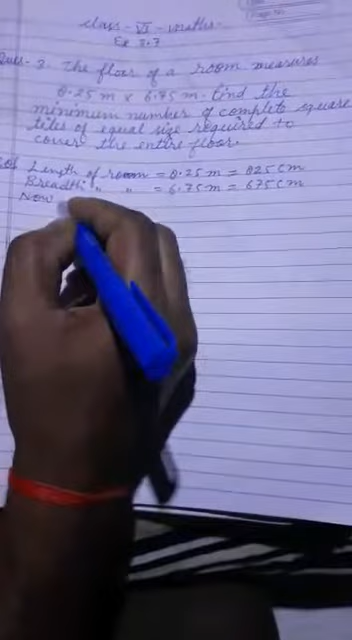 class - VI - maths
Ex 3.7
Ques - 3. The floor of a room measures
8.25 m x 6.75 m. Find the
minimum number of complete square
tiles of equal size required to
cover the entire floor.
Sol Length of room = 8.25 m = 825 cm
Breadth " " = 6.75 m = 675 cm
Now